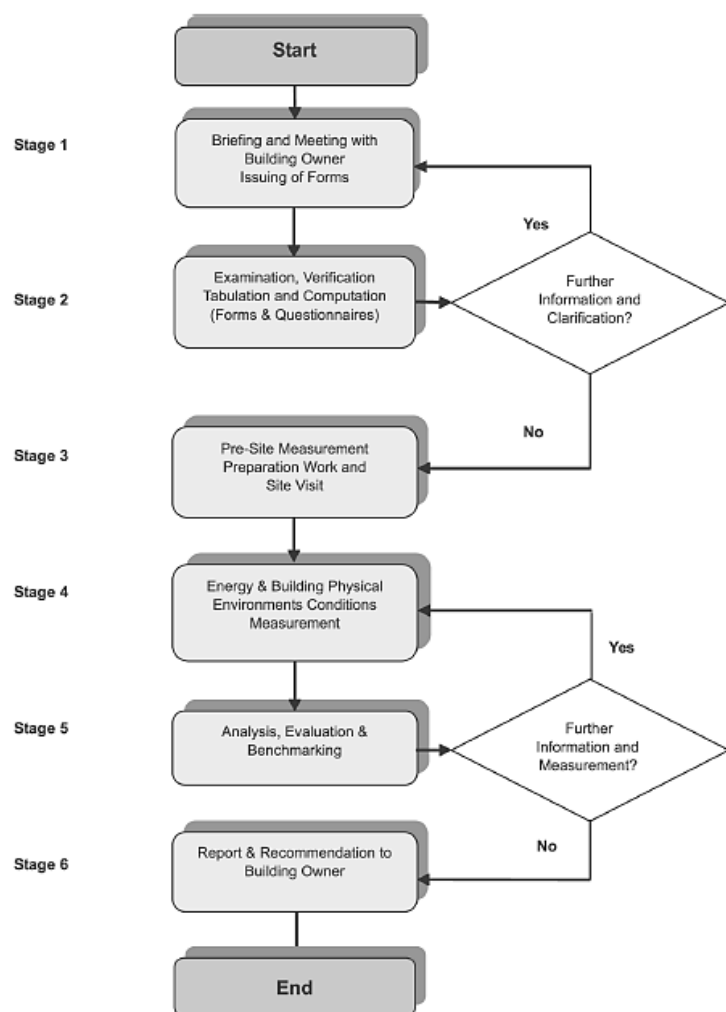 Start
Stage 1
Briefing and Meeting with
Building Owner
Issuing of Forms
Yes
Stage 2
Examination, Verification
Tabulation and Computation
(Forms & Questionnaires)
Further
Information and
Clarification?
No
Stage 3
Pre-Site Measurement
Preparation Work and
Site Visit
Stage 4
Energy & Building Physical
Environments Conditions
Measurement
Yes
Stage 5
Analysis, Evaluation &
Benchmarking
Further
Information and
Measurement?
No
Stage 6
Report & Recommendation to
Building Owner
End